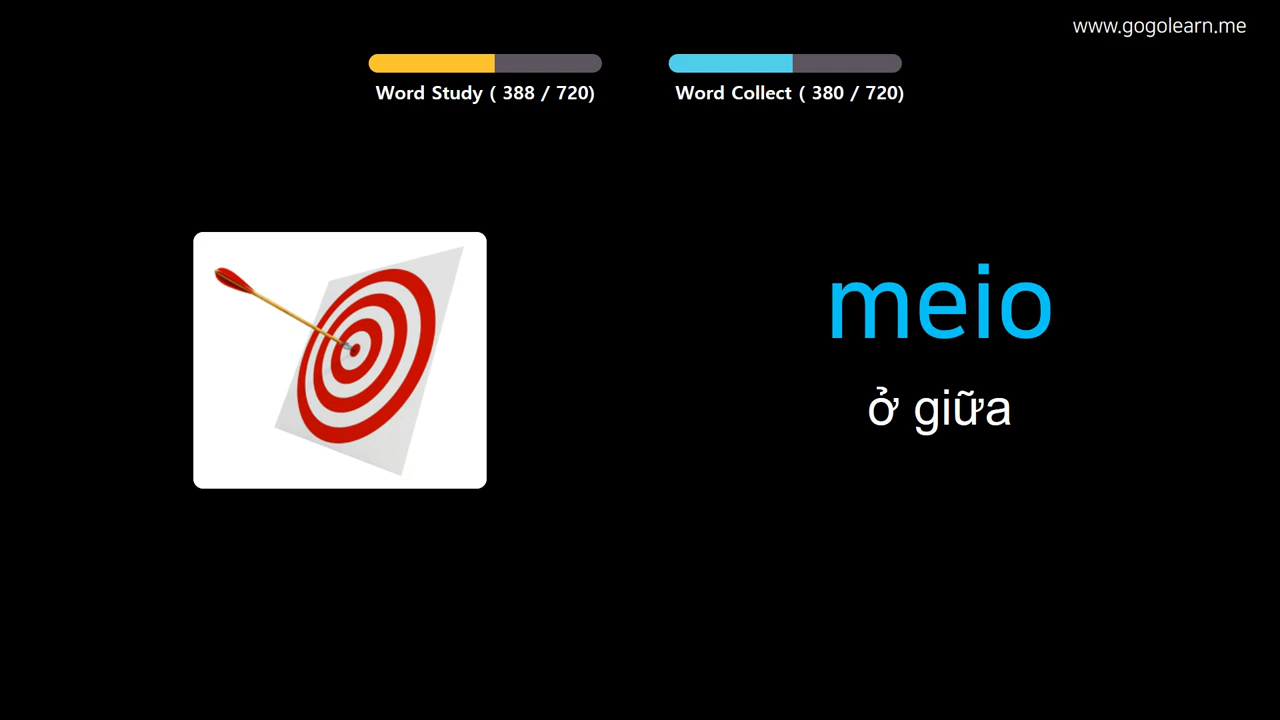 www.gogolearn.me
Word Study ( 388 / 720)
Word Collect ( 380 / 720)
meio
ở giữa